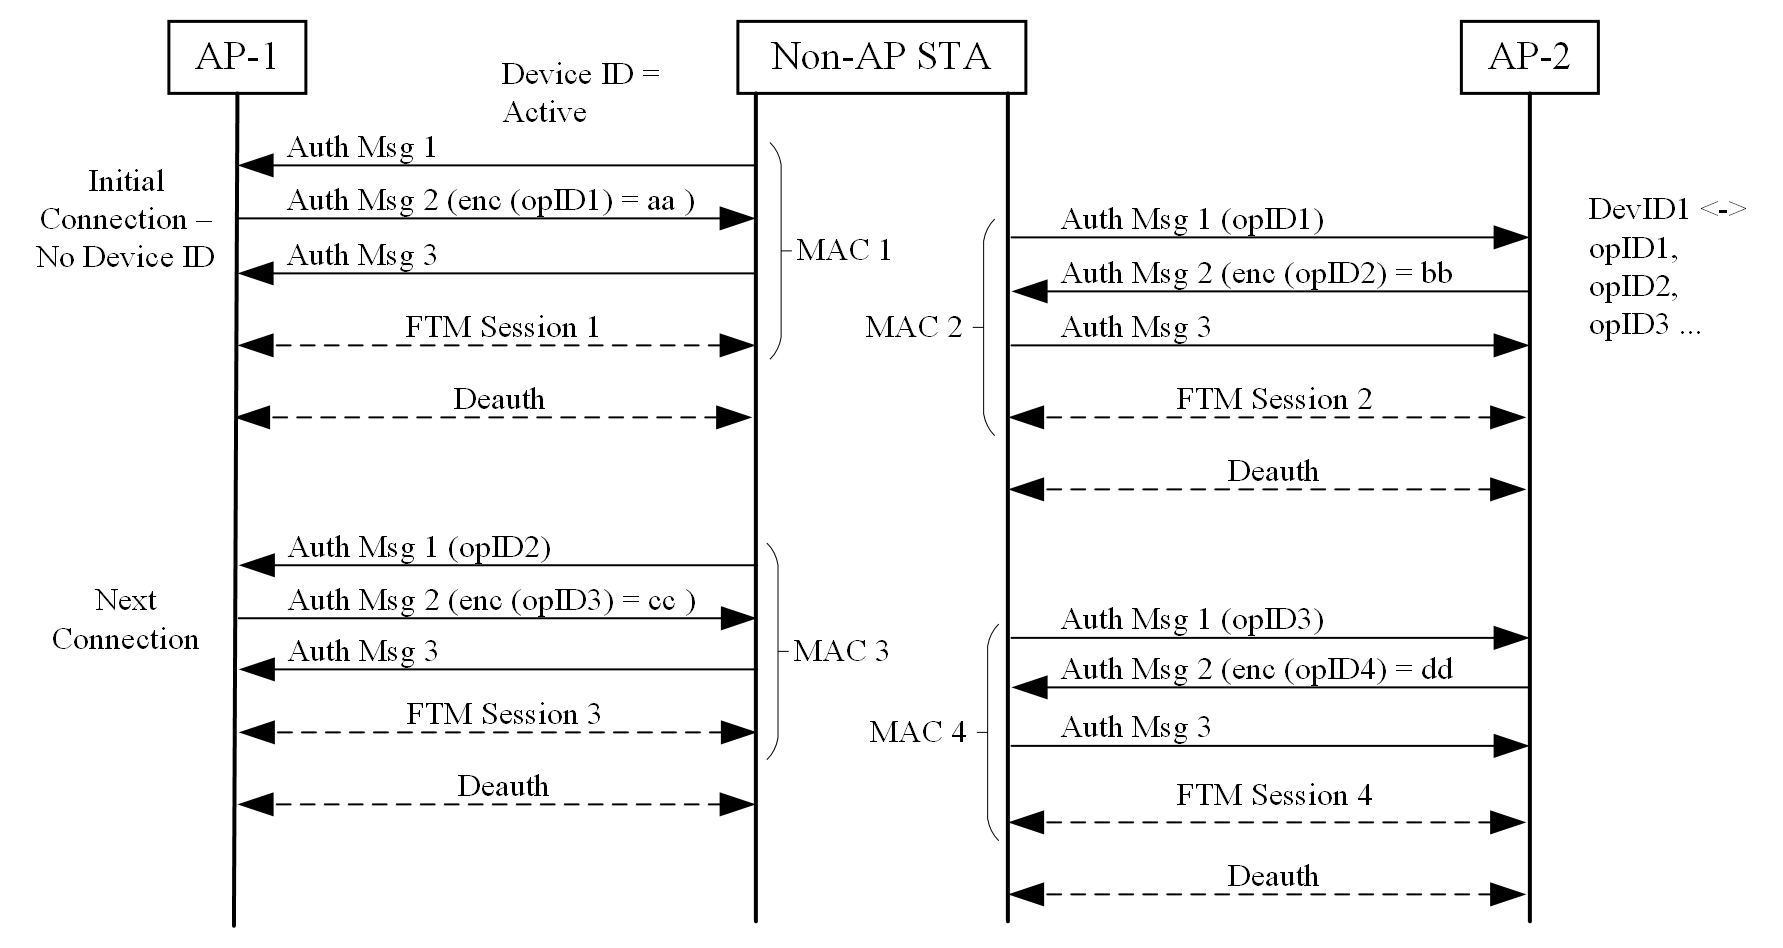 AP-1
Non-AP STA
AP-2
Device ID =
Active
Initial
Connection –
No Device ID
Auth Msg 1
Auth Msg 2 (enc (opID1) = aa )
Auth Msg 3
FTM Session 1
Deauth
MAC 1
Auth Msg 1 (opID1)
Auth Msg 2 (enc (opID2) = bb
Auth Msg 3
FTM Session 2
Deauth
MAC 2
DevID1 <->
opID1,
opID2,
opID3 ...
Next
Connection
Auth Msg 1 (opID2)
Auth Msg 2 (enc (opID3) = cc )
Auth Msg 3
FTM Session 3
Deauth
MAC 3
Auth Msg 1 (opID3)
Auth Msg 2 (enc (opID4) = dd
Auth Msg 3
FTM Session 4
Deauth
MAC 4